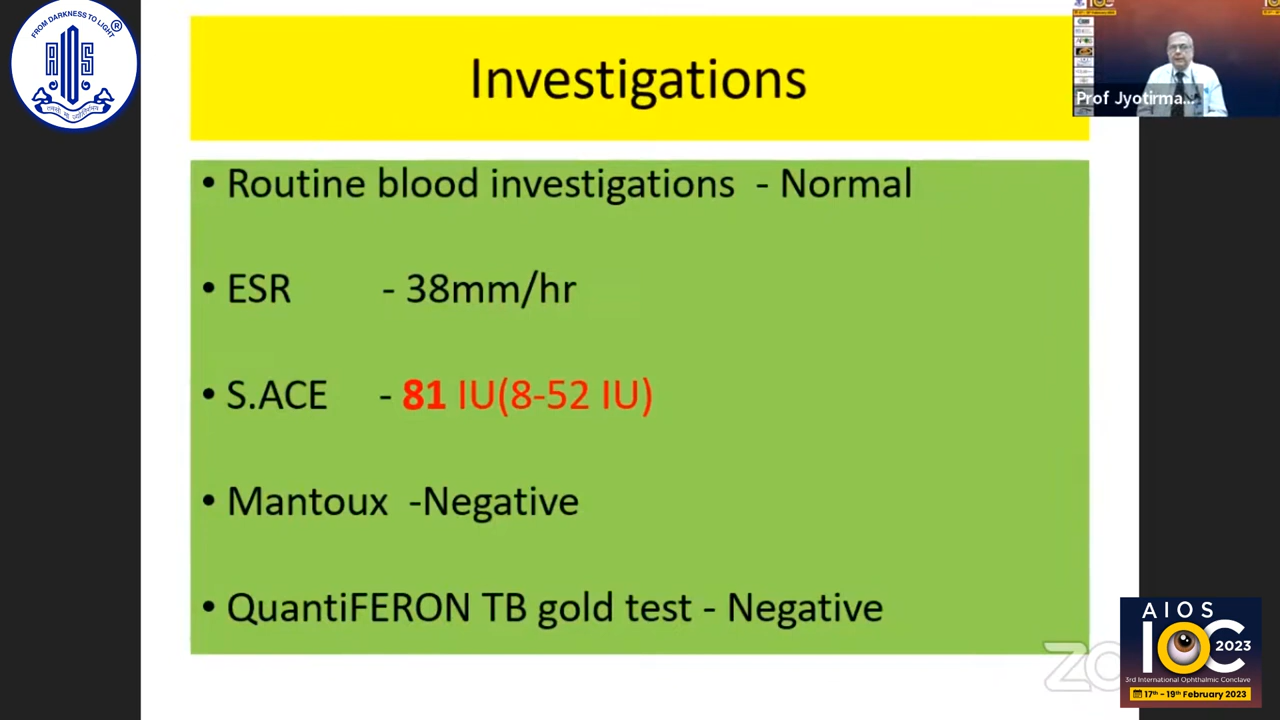 FROM DARKNESS TO LIGHT
®
AIOS
Investigations
Prof Jyotirma...
• Routine blood investigations - Normal
• ESR - 38mm/hr
• S.ACE - 81 IU(8-52 IU)
• Mantoux -Negative
• QuantiFERON TB gold test - Negative
AIOS
IOC 2023
3rd International Ophthalmic Conclave
17th - 19th February 2023